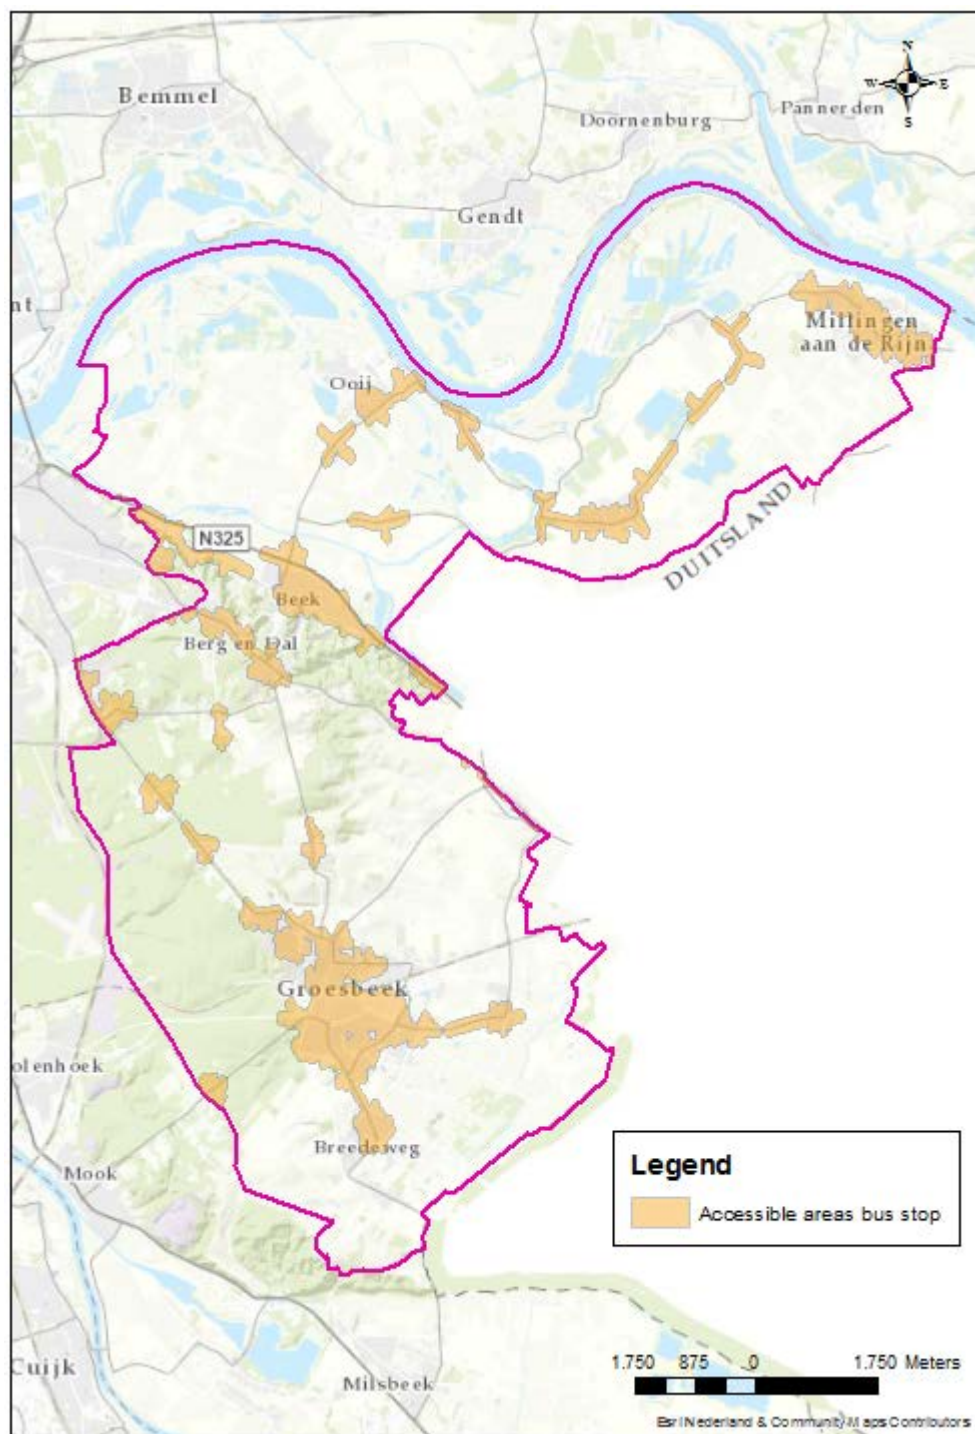 N
W E
S
Bemmel
Pannerden
Doornenburg
Gendt
nt
Millingen
aan de Rijn
Ooij
DUITSLAND
N325
Beek
Berg en Dal
Groesbeek
olenhoek
Breedeweg
Mook
Legend
Accessible areas bus stop
1.750 875 0 1.750 Meters
Cuijk
Milsbeek
Esri Nederland & Community Maps Contributors